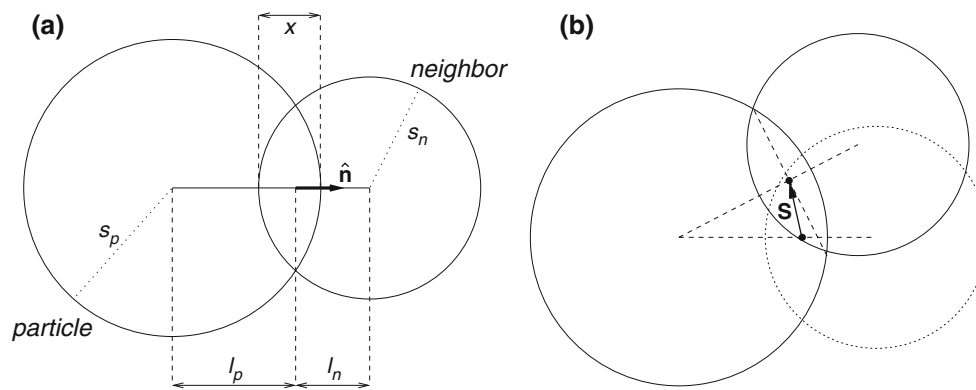 (a)
x
neighbor
s_n
n̂
s_p
particle
l_p
l_n
(b)
S